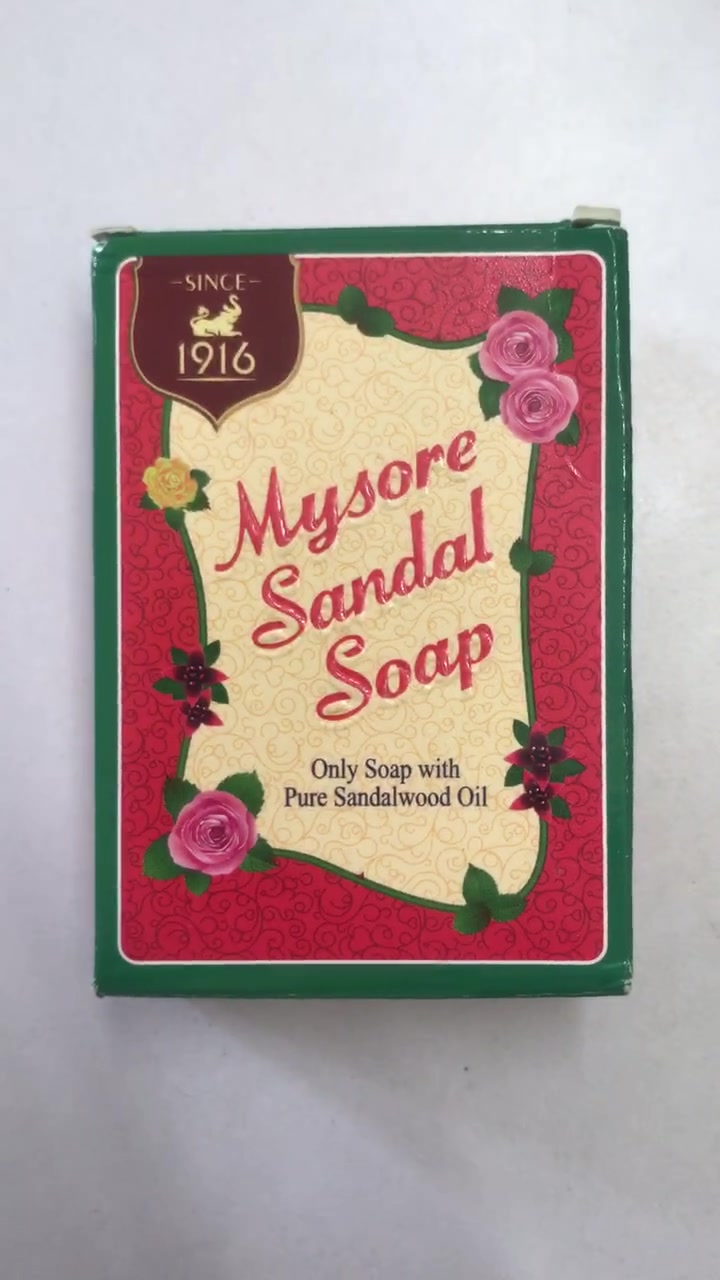 -SINCE-
1916
Mysore
Sandal
Soap
Only Soap with
Pure Sandalwood Oil